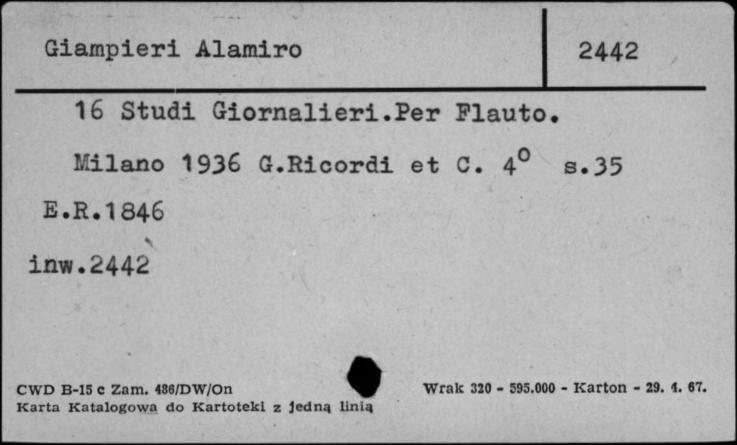 Giampieri Alamiro 2442
16 Studi Giornalieri.Per Flauto.
Milano 1936 G.Ricordi et C. 4° s.35
E.R.1846
inw.2442
CWD B-15 c Zam. 486/DW/On Wrak 320 - 595.000 - Karton - 29. 4. 67.
Karta Katalogowa do Kartoteki z jedną linią